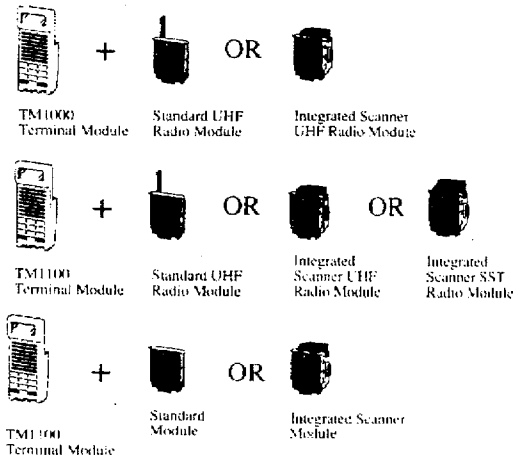 + OR
TM1000
Terminal Module
Standard UHF
Radio Module
Integrated Scanner
UHF Radio Module
+ OR OR
TM1100
Terminal Module
Standard UHF
Radio Module
Integrated
Scanner UHF
Radio Module
Integrated
Scanner SST
Radio Module
+ OR
TM1100
Terminal Module
Standard
Module
Integrated Scanner
Module